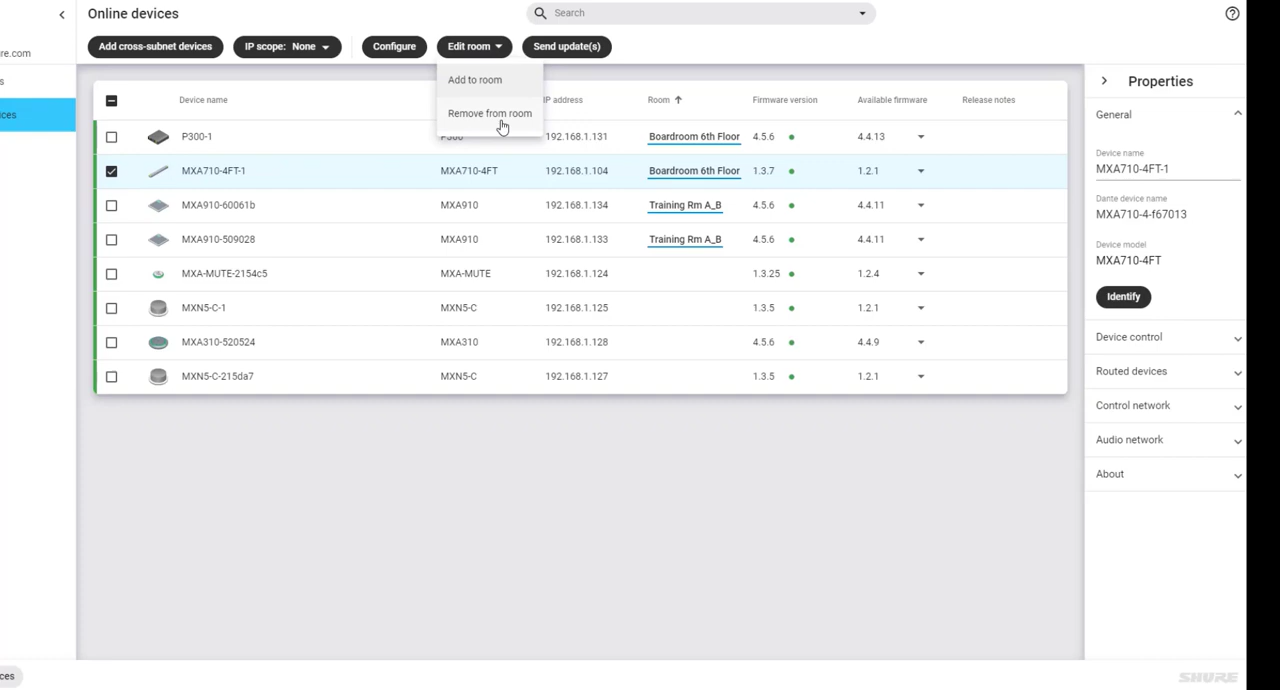 Online devices
Search
re.com
Add cross-subnet devices
IP scope: None
Configure
Edit room
Send update(s)
s
ces
Add to room
Remove from room
Device name
IP address
Room
Firmware version
Available firmware
Release notes
P300-1
P300
192.168.1.131
Boardroom 6th Floor
4.5.6
4.4.13
MXA710-4FT-1
MXA710-4FT
192.168.1.104
Boardroom 6th Floor
1.3.7
1.2.1
MXA910-60061b
MXA910
192.168.1.134
Training Rm A_B
4.5.6
4.4.11
MXA910-509028
MXA910
192.168.1.133
Training Rm A_B
4.5.6
4.4.11
MXA-MUTE-2154c5
MXA-MUTE
192.168.1.124
1.3.25
1.2.4
MXN5-C-1
MXN5-C
192.168.1.125
1.3.5
1.2.1
MXA310-520524
MXA310
192.168.1.128
4.5.6
4.4.9
MXN5-C-215da7
MXN5-C
192.168.1.127
1.3.5
1.2.1
Properties
General
Device name
MXA710-4FT-1
Dante device name
MXA710-4-f67013
Device model
MXA710-4FT
Identify
Device control
Routed devices
Control network
Audio network
About
ces
SHURE